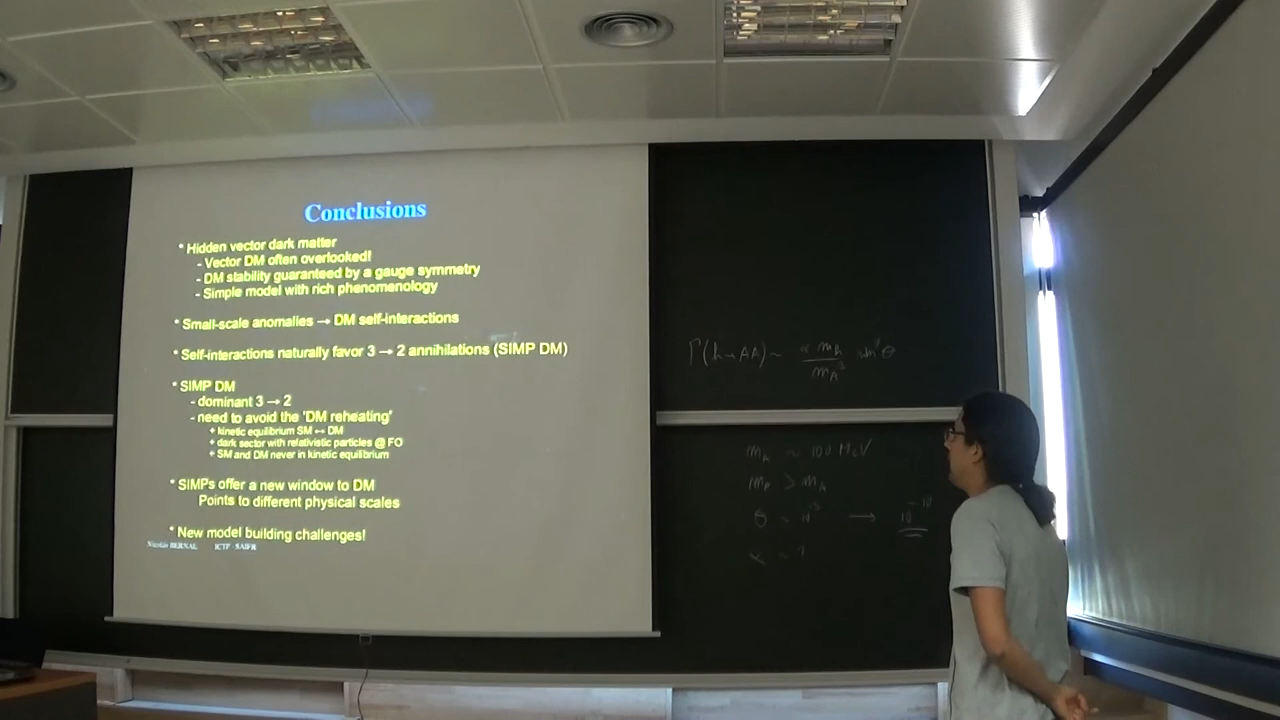 Conclusions
* Hidden vector dark matter
- Vector DM often overlooked!
- DM stability guaranteed by a gauge symmetry
- Simple model with rich phenomenology
* Small-scale anomalies → DM self-interactions
* Self-interactions naturally favor 3 → 2 annihilations (SIMP DM)
* SIMP DM
- dominant 3 → 2
- need to avoid the 'DM reheating'
+ kinetic equilibrium SM ↔ DM
+ dark sector with relativistic particles @ FO
+ SM and DM never in kinetic equilibrium
* SIMPs offer a new window to DM
Points to different physical scales
* New model building challenges!
Nicolás BERNAL ICTP - SAIFR
Γ(h→AA) ~
m_A ~ 100 MeV
> m_A
θ ~ → 10